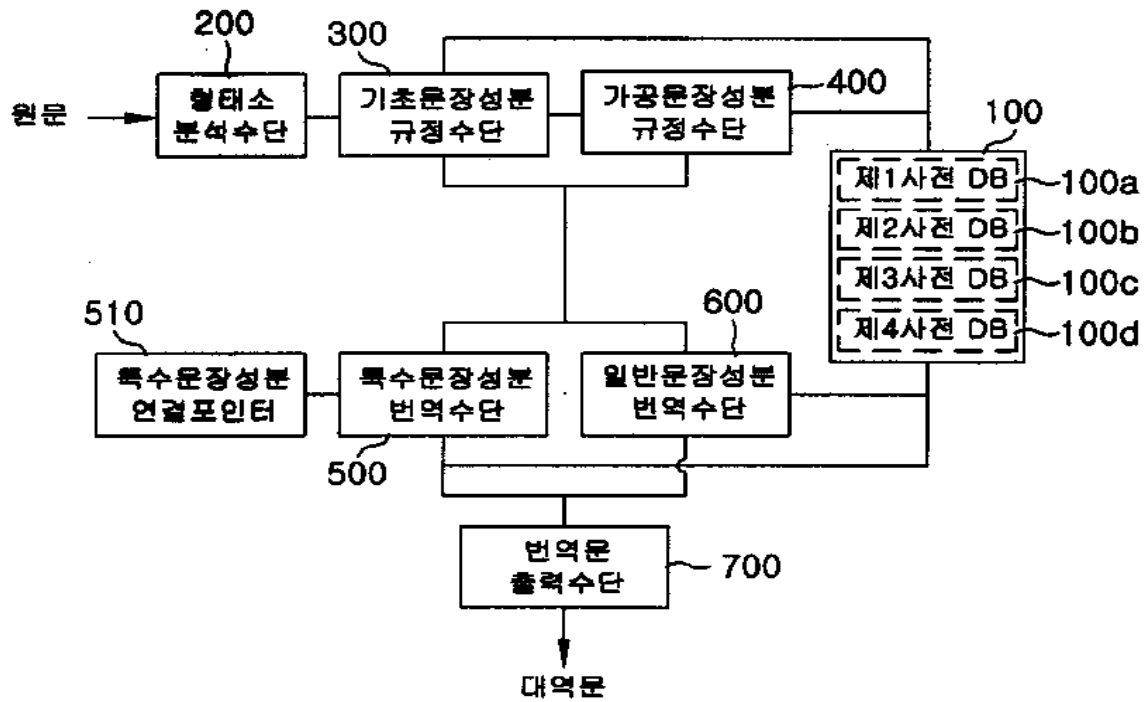 200
300
400
원문
형태소
분석수단
기초문장성분
규정수단
가공문장성분
규정수단
100
제1사전 DB
100a
제2사전 DB
100b
제3사전 DB
100c
제4사전 DB
100d
510
600
특수문장성분
연결포인터
특수문장성분
번역수단
일반문장성분
번역수단
500
번역문
출력수단
700
대역문